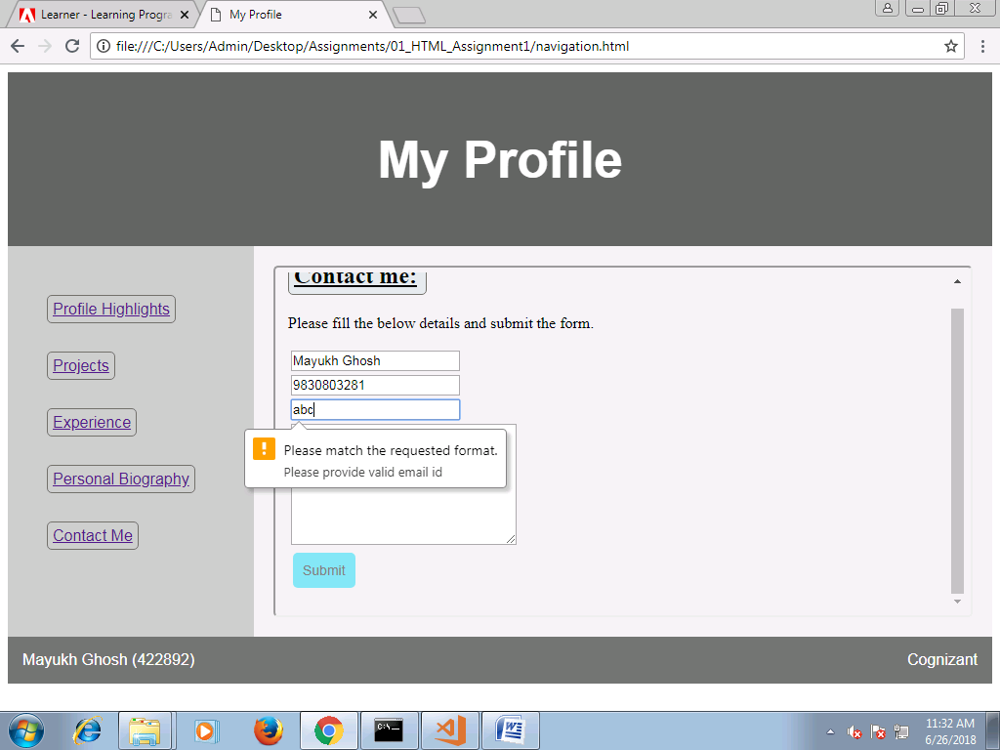 Learner - Learning Progra
My Profile
file:///C:/Users/Admin/Desktop/Assignments/01_HTML_Assignment1/navigation.html
My Profile
Profile Highlights
Projects
Experience
Personal Biography
Contact Me
Contact me:
Please fill the below details and submit the form.
Mayukh Ghosh
9830803281
abc
Please match the requested format.
Please provide valid email id
Submit
Mayukh Ghosh (422892)
Cognizant
11:32 AM
6/26/2018